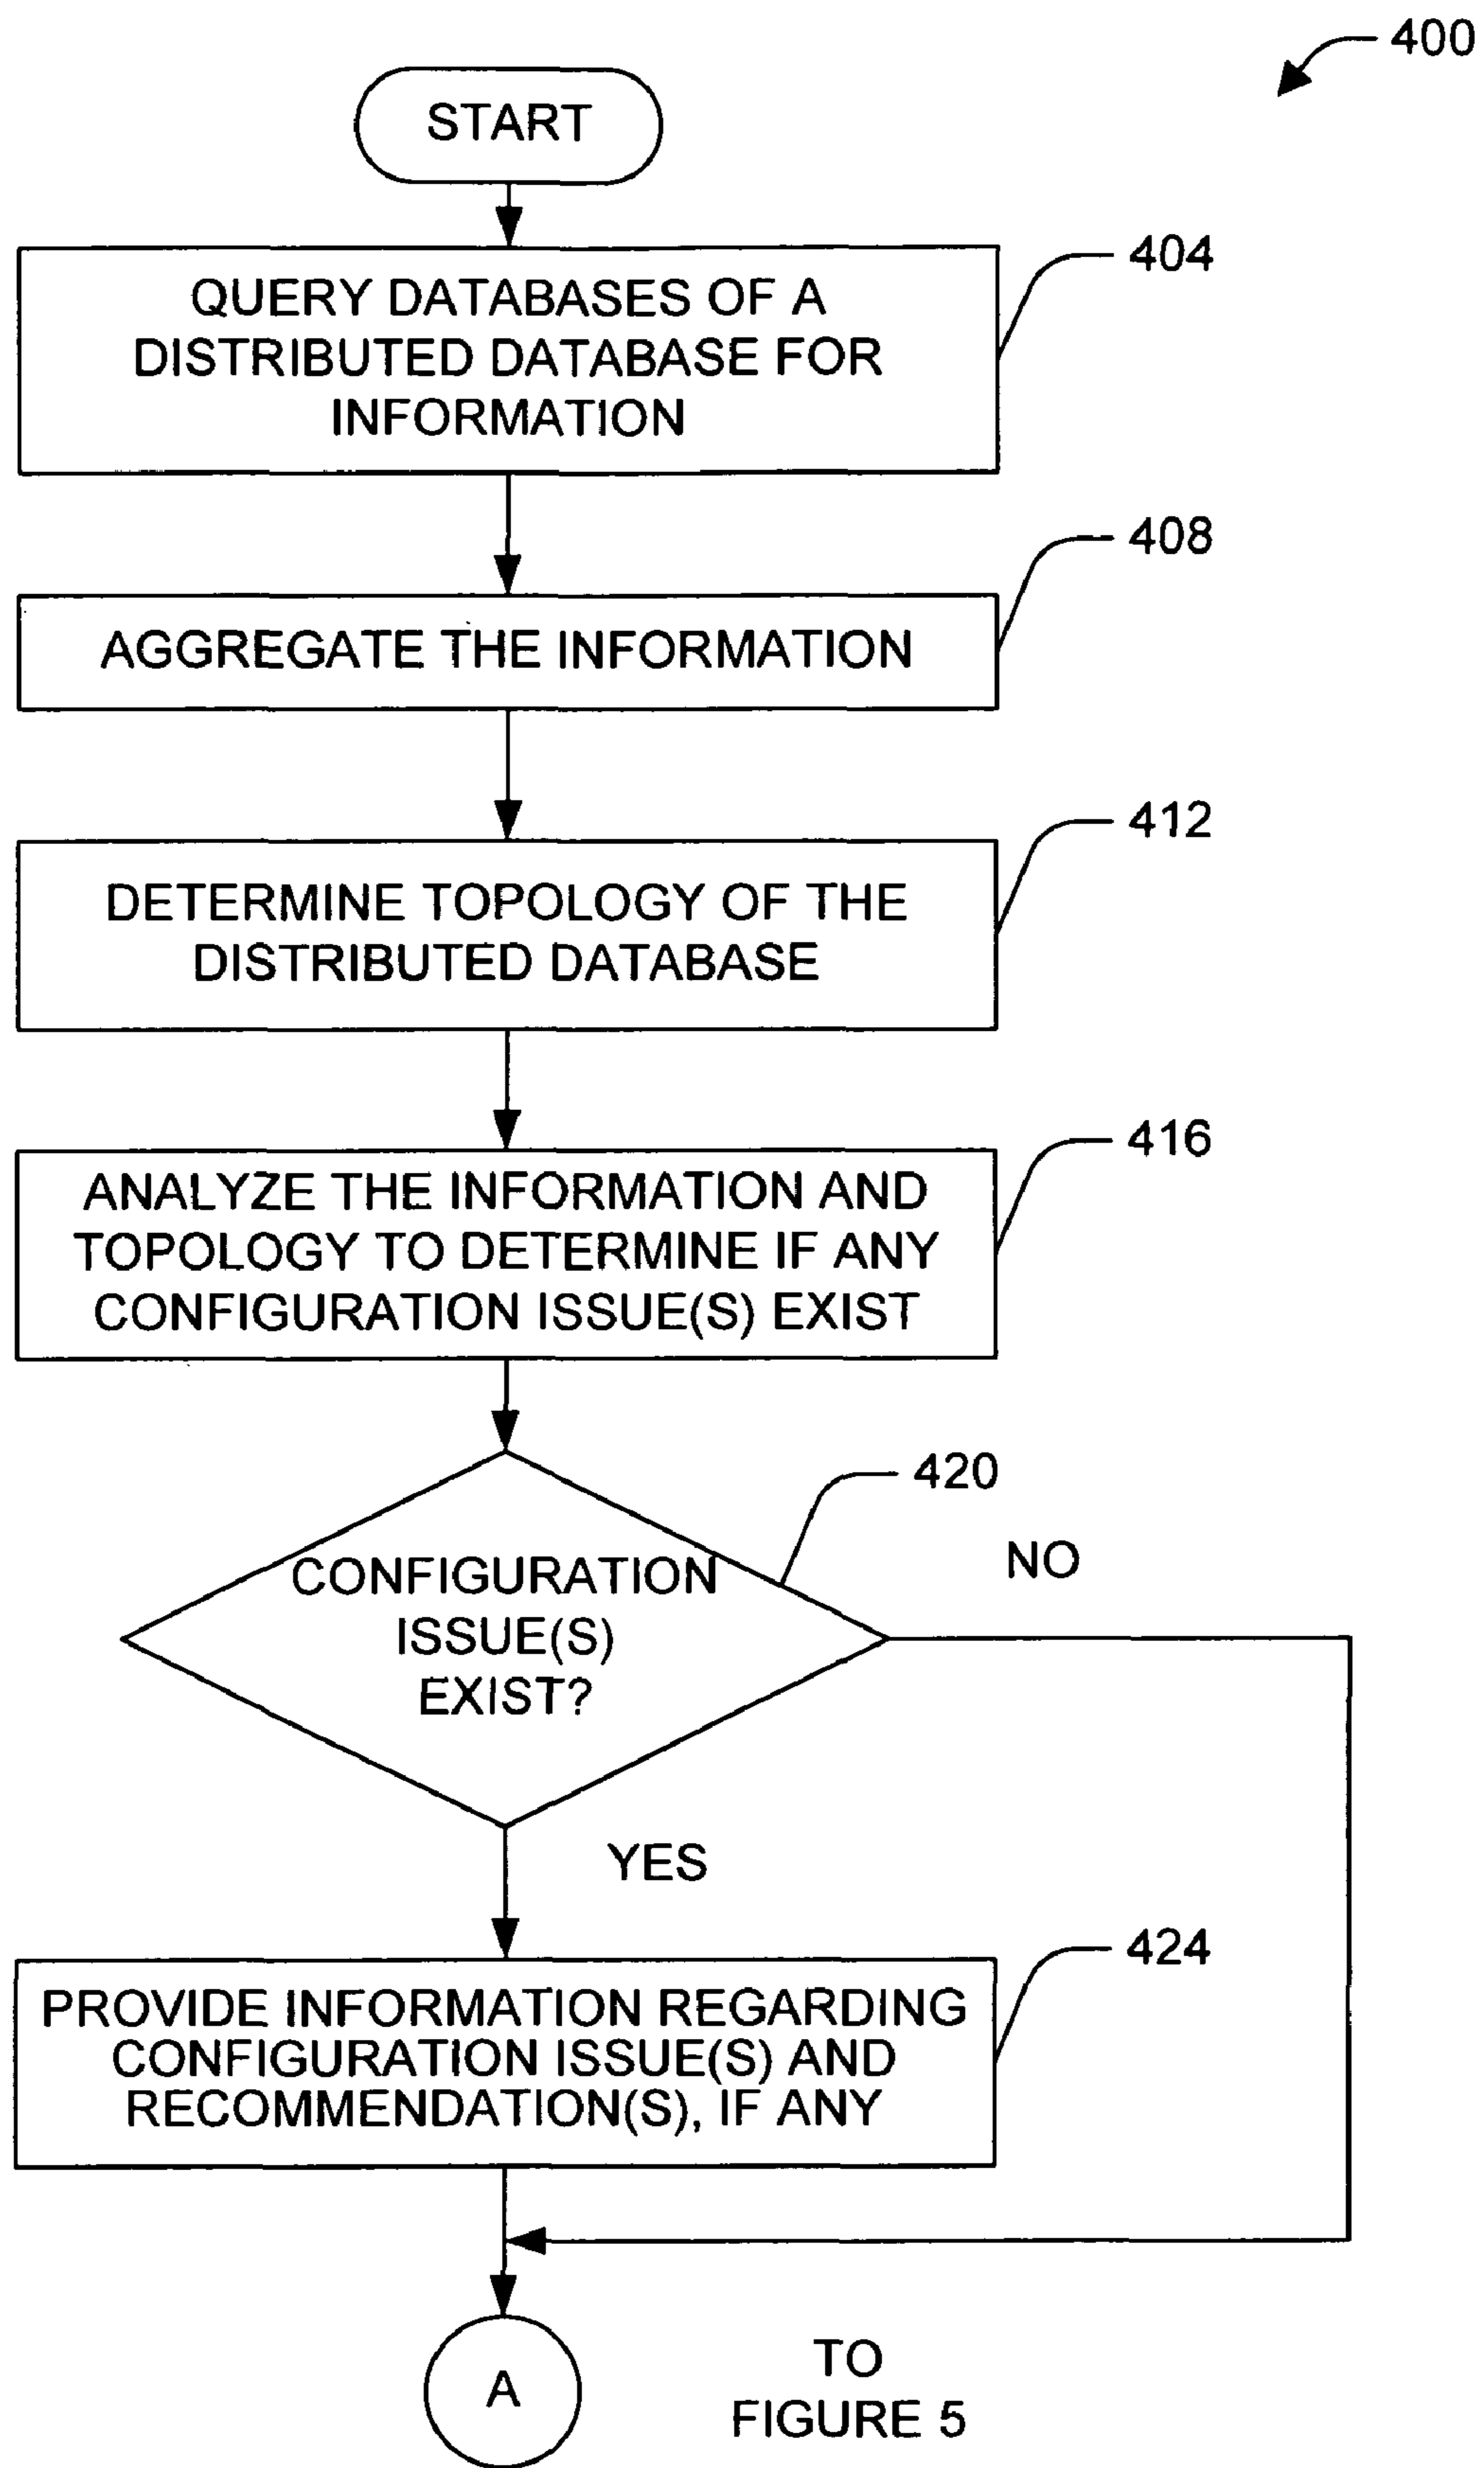 400
START
404
QUERY DATABASES OF A
DISTRIBUTED DATABASE FOR
INFORMATION
408
AGGREGATE THE INFORMATION
412
DETERMINE TOPOLOGY OF THE
DISTRIBUTED DATABASE
416
ANALYZE THE INFORMATION AND
TOPOLOGY TO DETERMINE IF ANY
CONFIGURATION ISSUE(S) EXIST
420
NO
CONFIGURATION
ISSUE(S)
EXIST?
YES
424
PROVIDE INFORMATION REGARDING
CONFIGURATION ISSUE(S) AND
RECOMMENDATION(S), IF ANY
A
TO
FIGURE 5